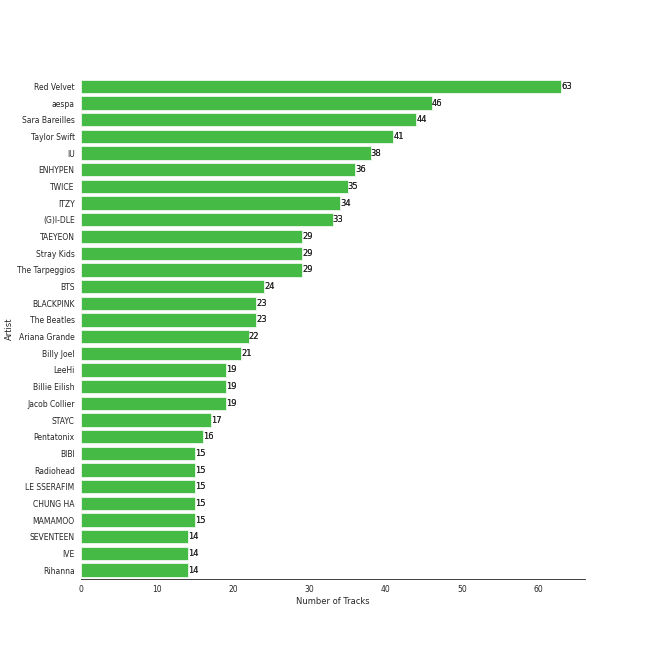 Red Velvet 63
aespa 46
Sara Bareilles 44
Taylor Swift 41
IU 38
ENHYPEN 36
TWICE 35
ITZY 34
(G)I-DLE 33
TAEYEON 29
Stray Kids 29
The Tarpeggios 29
BTS 24
BLACKPINK 23
The Beatles 23
Ariana Grande 22
Billy Joel 21
LeeHi 19
Billie Eilish 19
Jacob Collier 19
STAYC 17
Pentatonix 16
BIBI 15
Radiohead 15
LE SSERAFIM 15
CHUNG HA 15
MAMAMOO 15
SEVENTEEN 14
IVE 14
Rihanna 14
Artist
0 10 20 30 40 50 60
Number of Tracks